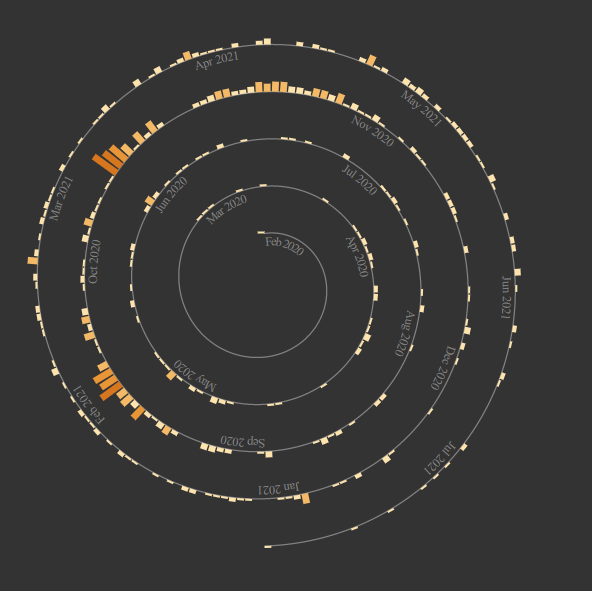 Feb 2020
Mar 2020
Apr 2020
May 2020
Jun 2020
Jul 2020
Aug 2020
Sep 2020
Oct 2020
Nov 2020
Dec 2020
Jan 2021
Feb 2021
Mar 2021
Apr 2021
May 2021
Jun 2021
Jul 2021